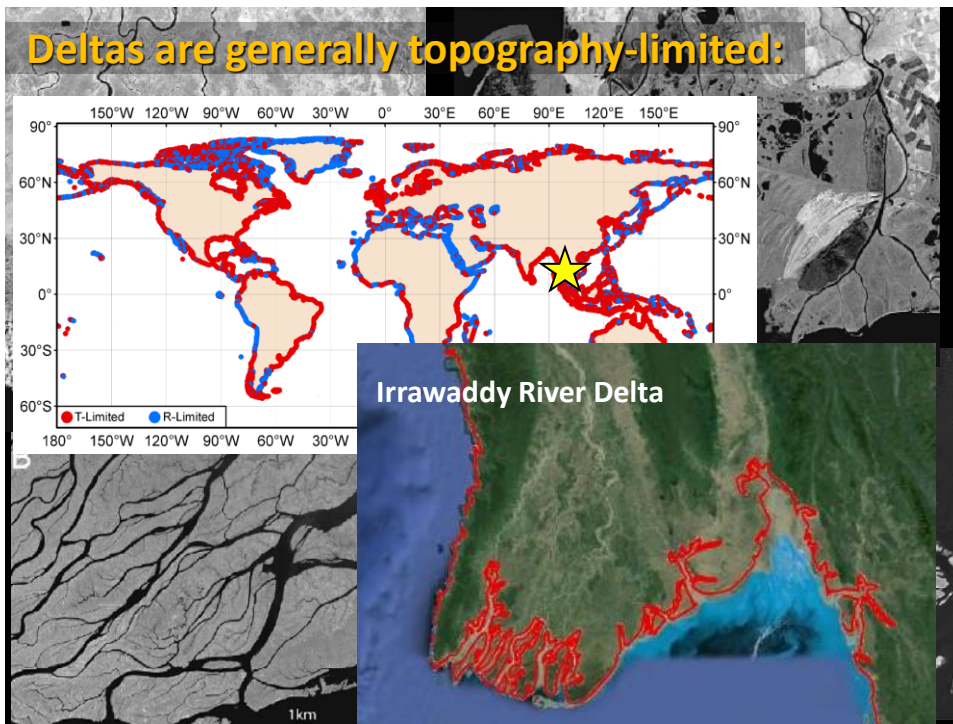 Deltas are generally topography-limited:
150°W 120°W 90°W 60°W 30°W 0° 30°E 60°E 90°E 120°E 150°E
90° 90°
60°N 60°N
30°N 30°N
0° 0°
30°S
60°S
T-Limited R-Limited
180 150°W 120°W 90°W 60°W 30°W
Irrawaddy River Delta
1km